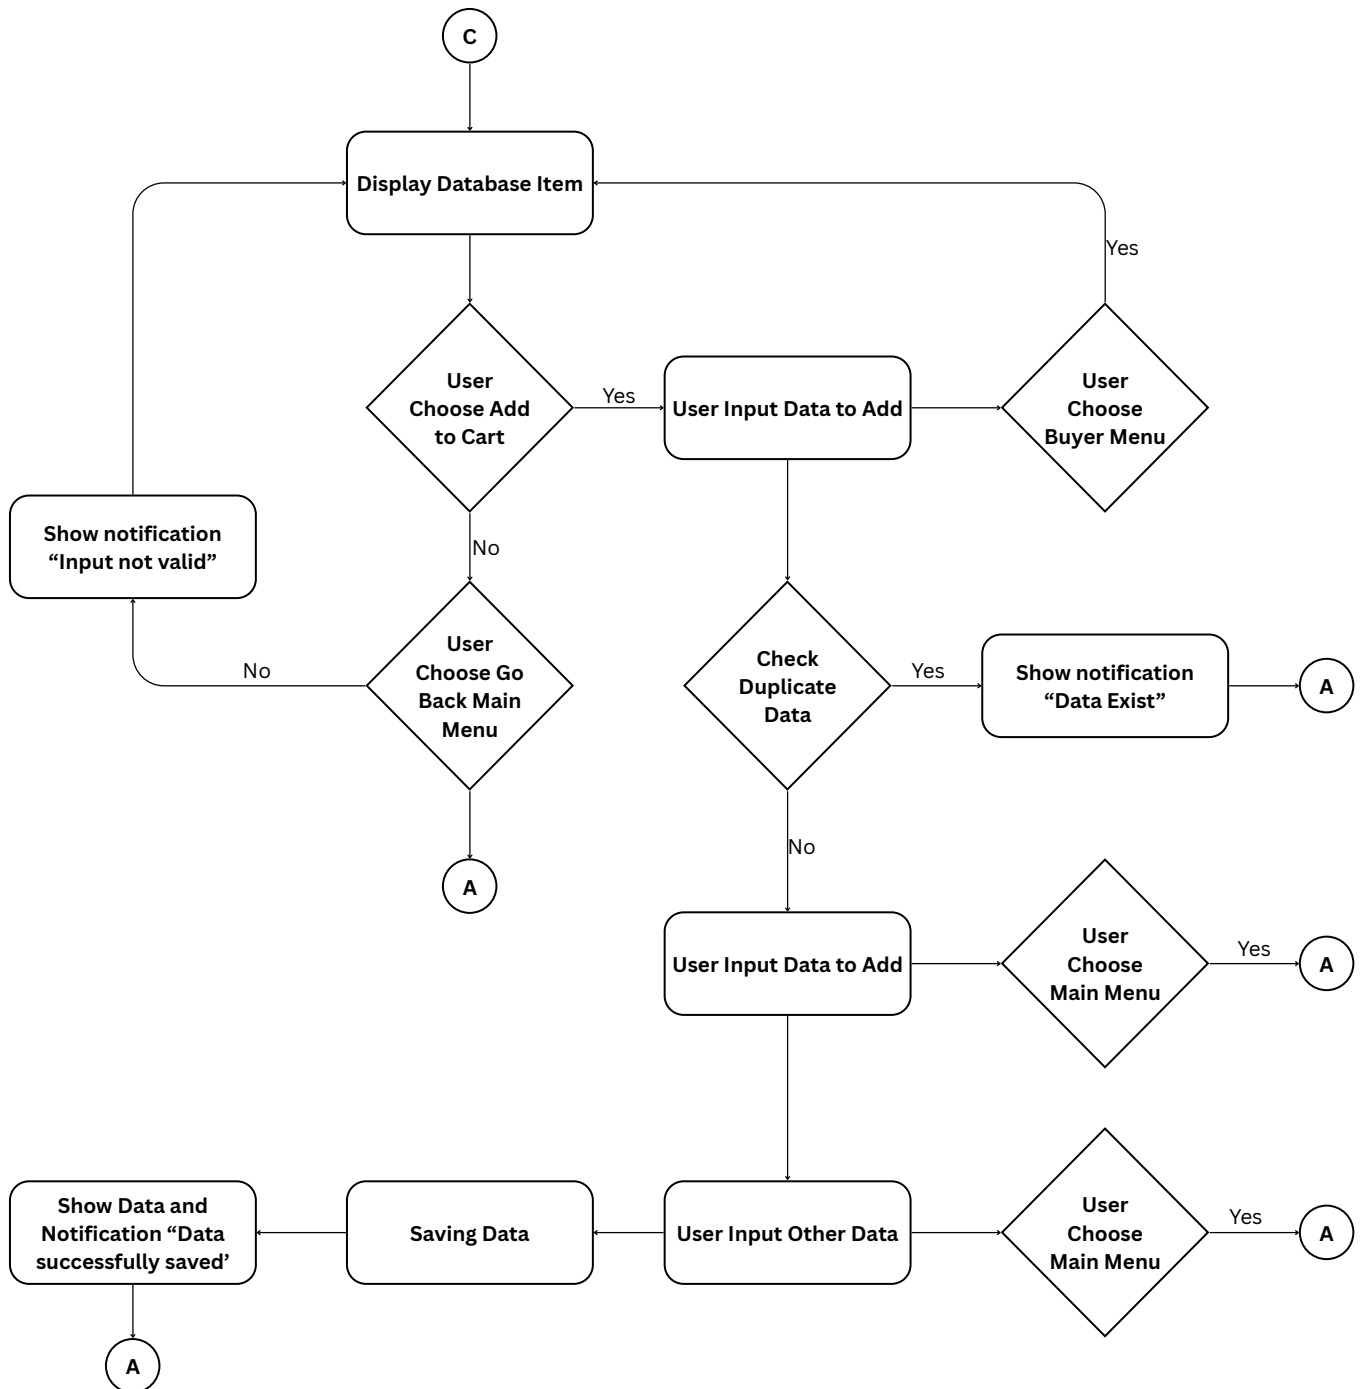 C
Display Database Item
Yes
User
Choose Add
to Cart
Yes
User Input Data to Add
User
Choose
Buyer Menu
Show notification
“Input not valid”
No
User
Choose Go
Back Main
Menu
No
Check
Duplicate
Data
Yes
Show notification
“Data Exist”
A
No
A
User Input Data to Add
User
Choose
Main Menu
Yes
A
Show Data and
Notification “Data
successfully saved’
Saving Data
User Input Other Data
User
Choose
Main Menu
Yes
A
A